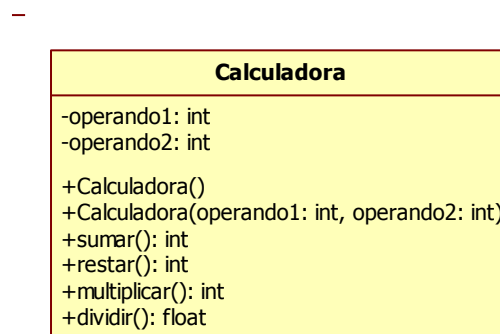 Calculadora
-operando1: int
-operando2: int
+Calculadora()
+Calculadora(operando1: int, operando2: int)
+sumar(): int
+restar(): int
+multiplicar(): int
+dividir(): float